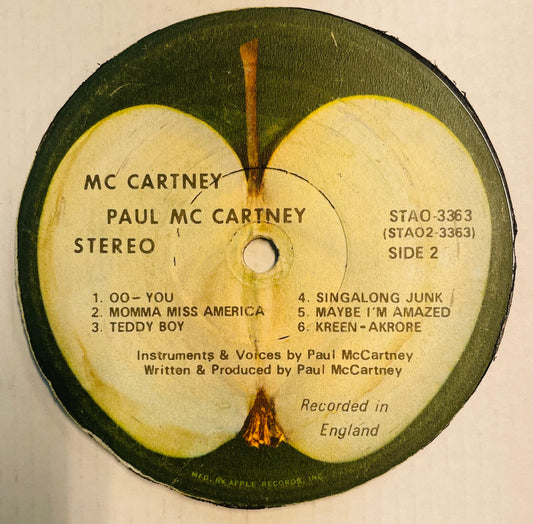 MC CARTNEY
PAUL MC CARTNEY
STEREO
STAO-3363
(STAO2-3363)
SIDE 2
1. OO-YOU
2. MOMMA MISS AMERICA
3. TEDDY BOY
4. SINGALONG JUNK
5. MAYBE I'M AMAZED
6. KREEN-AKRORE
Instruments & Voices by Paul McCartney
Written & Produced by Paul McCartney
Recorded in
England
MFD. BY APPLE RECORDS, INC.